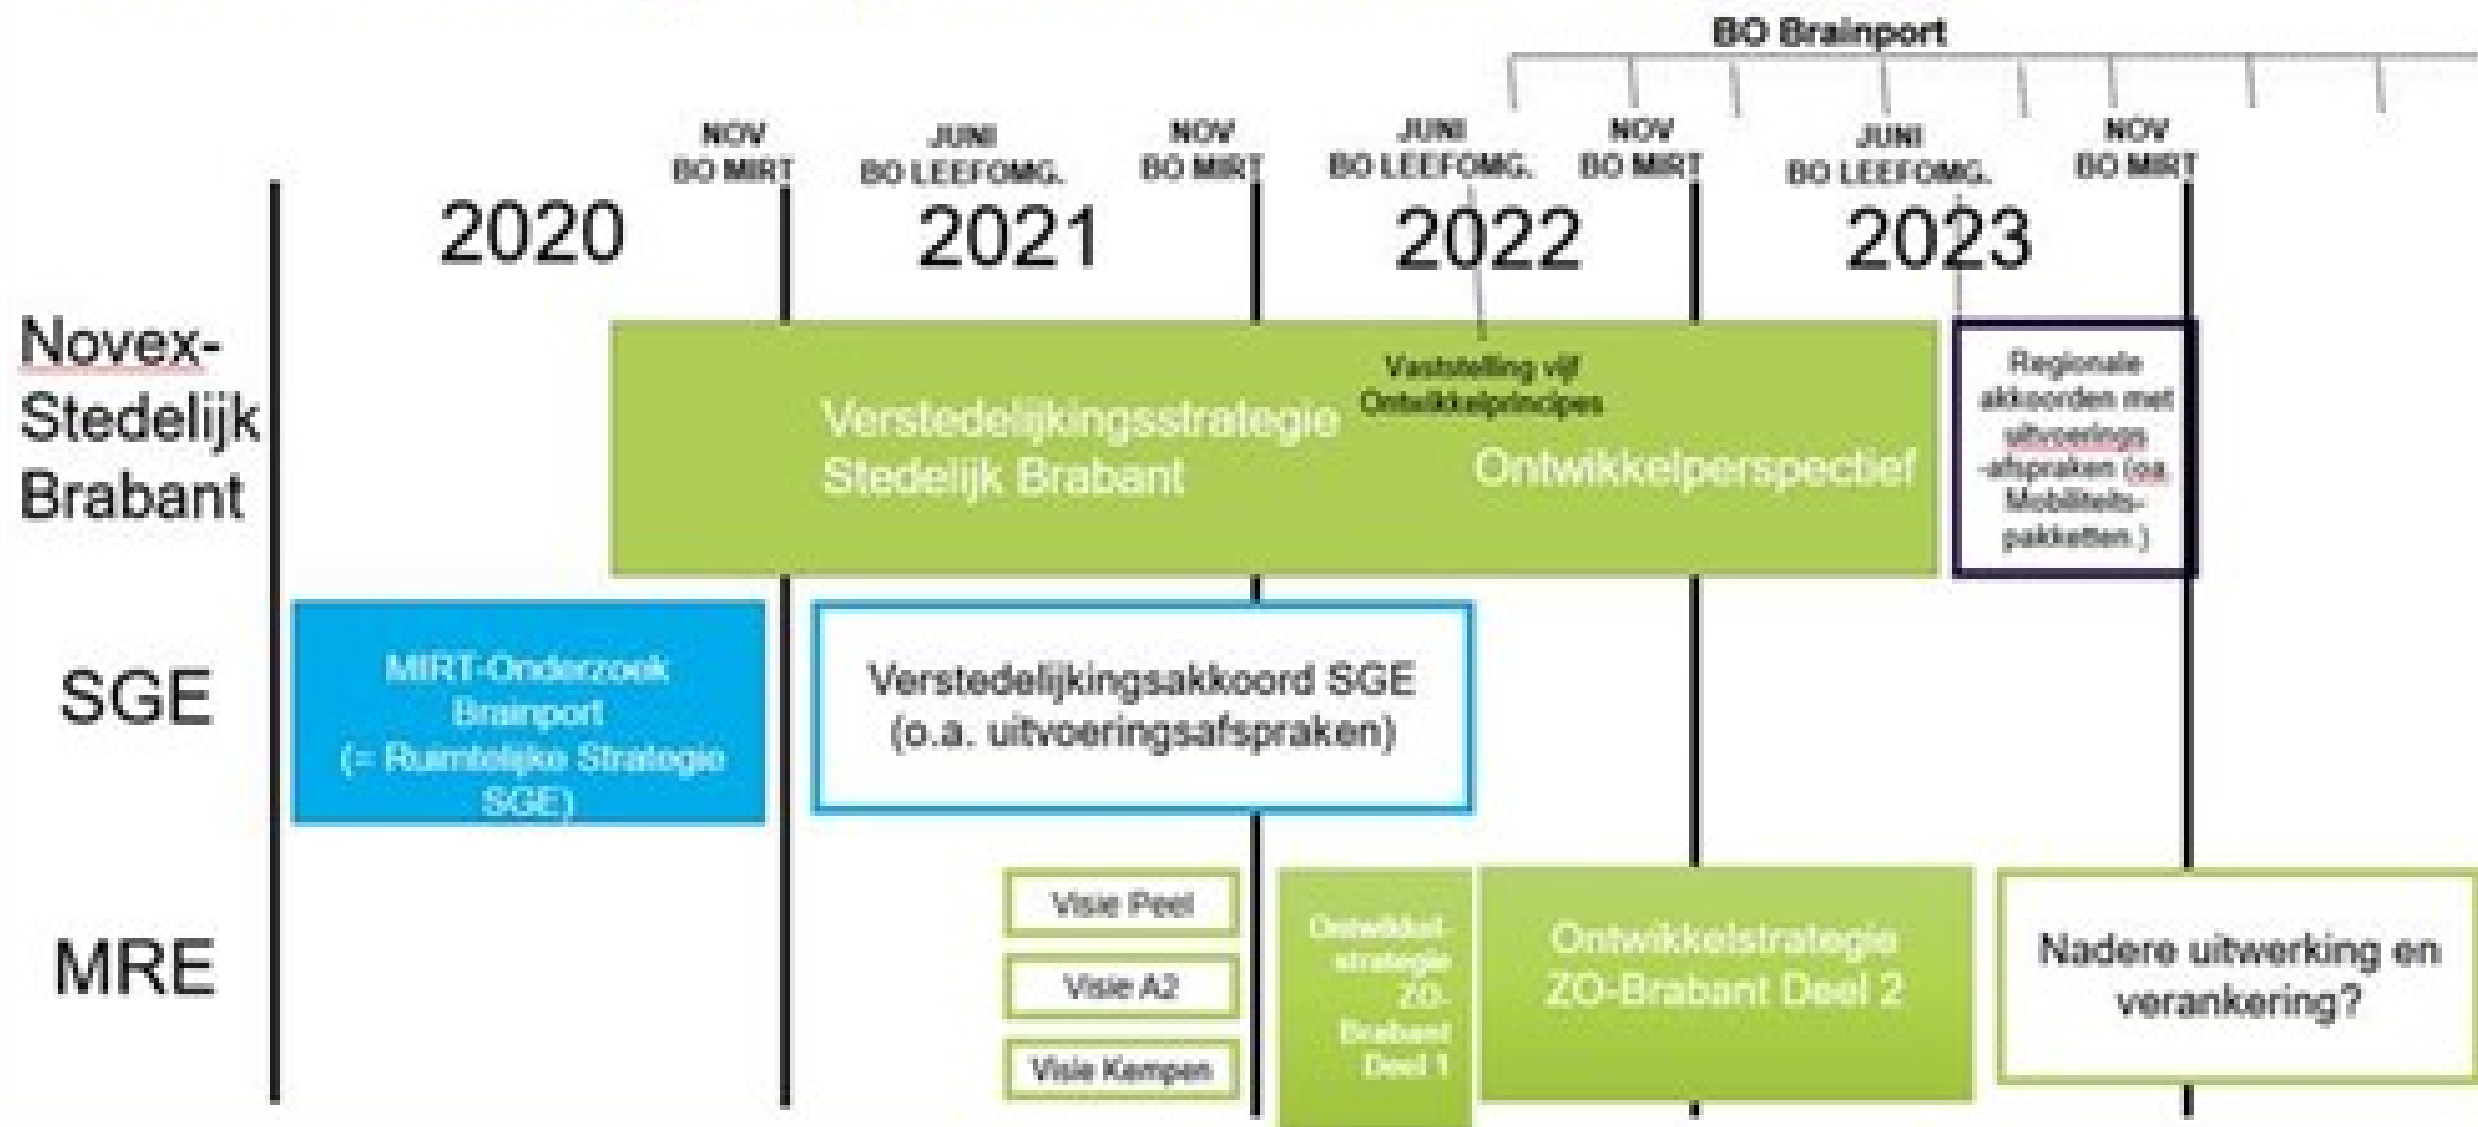 BO Brainport
NOV
BO MIRT
JUNI
BO LEEFOMG.
NOV
BO MIRT
JUNI
BO LEEFOMG.
NOV
BO MIRT
JUNI
BO LEEFOMG.
NOV
BO MIRT
2020
2021
2022
2023
Novex-
Stedelijk
Brabant
Verstedelijkingsstrategie
Stedelijk Brabant
Vaststelling vijf
Ontwikkelprincipes
Ontwikkelperspectief
Regionale
akkoorden met
uitvoerings
-afspraken (oa.
Mobiliteits-
pakketten.)
SGE
MIRT-Onderzoek
Brainport
(= Ruimtelijke Strategie
SGE)
Verstedelijkingsakkoord SGE
(o.a. uitvoeringsafspraken)
MRE
Visie Peel
Visie A2
Visie Kempen
Ontwikkel-
strategie
ZO-
Brabant
Deel 1
Ontwikkelstrategie
ZO-Brabant Deel 2
Nadere uitwerking en
verankering?